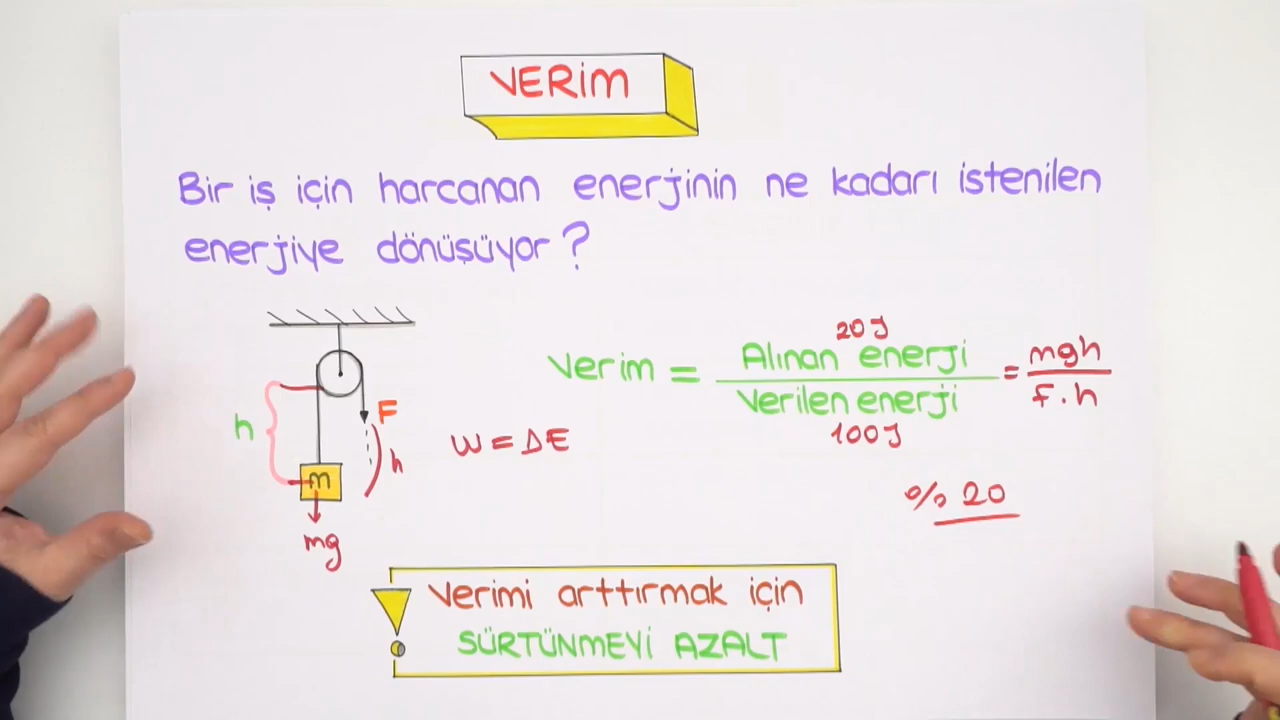 VERİM
Bir iş için harcanan enerjinin ne kadarı istenilen
enerjiye dönüşüyor?
h
F
h
m
mg
W = ΔE
20J
Verim = Alınan enerji / Verilen enerji = mgh / F.h
100J
% 20
Verimi arttırmak için
SÜRTÜNMEYİ AZALT